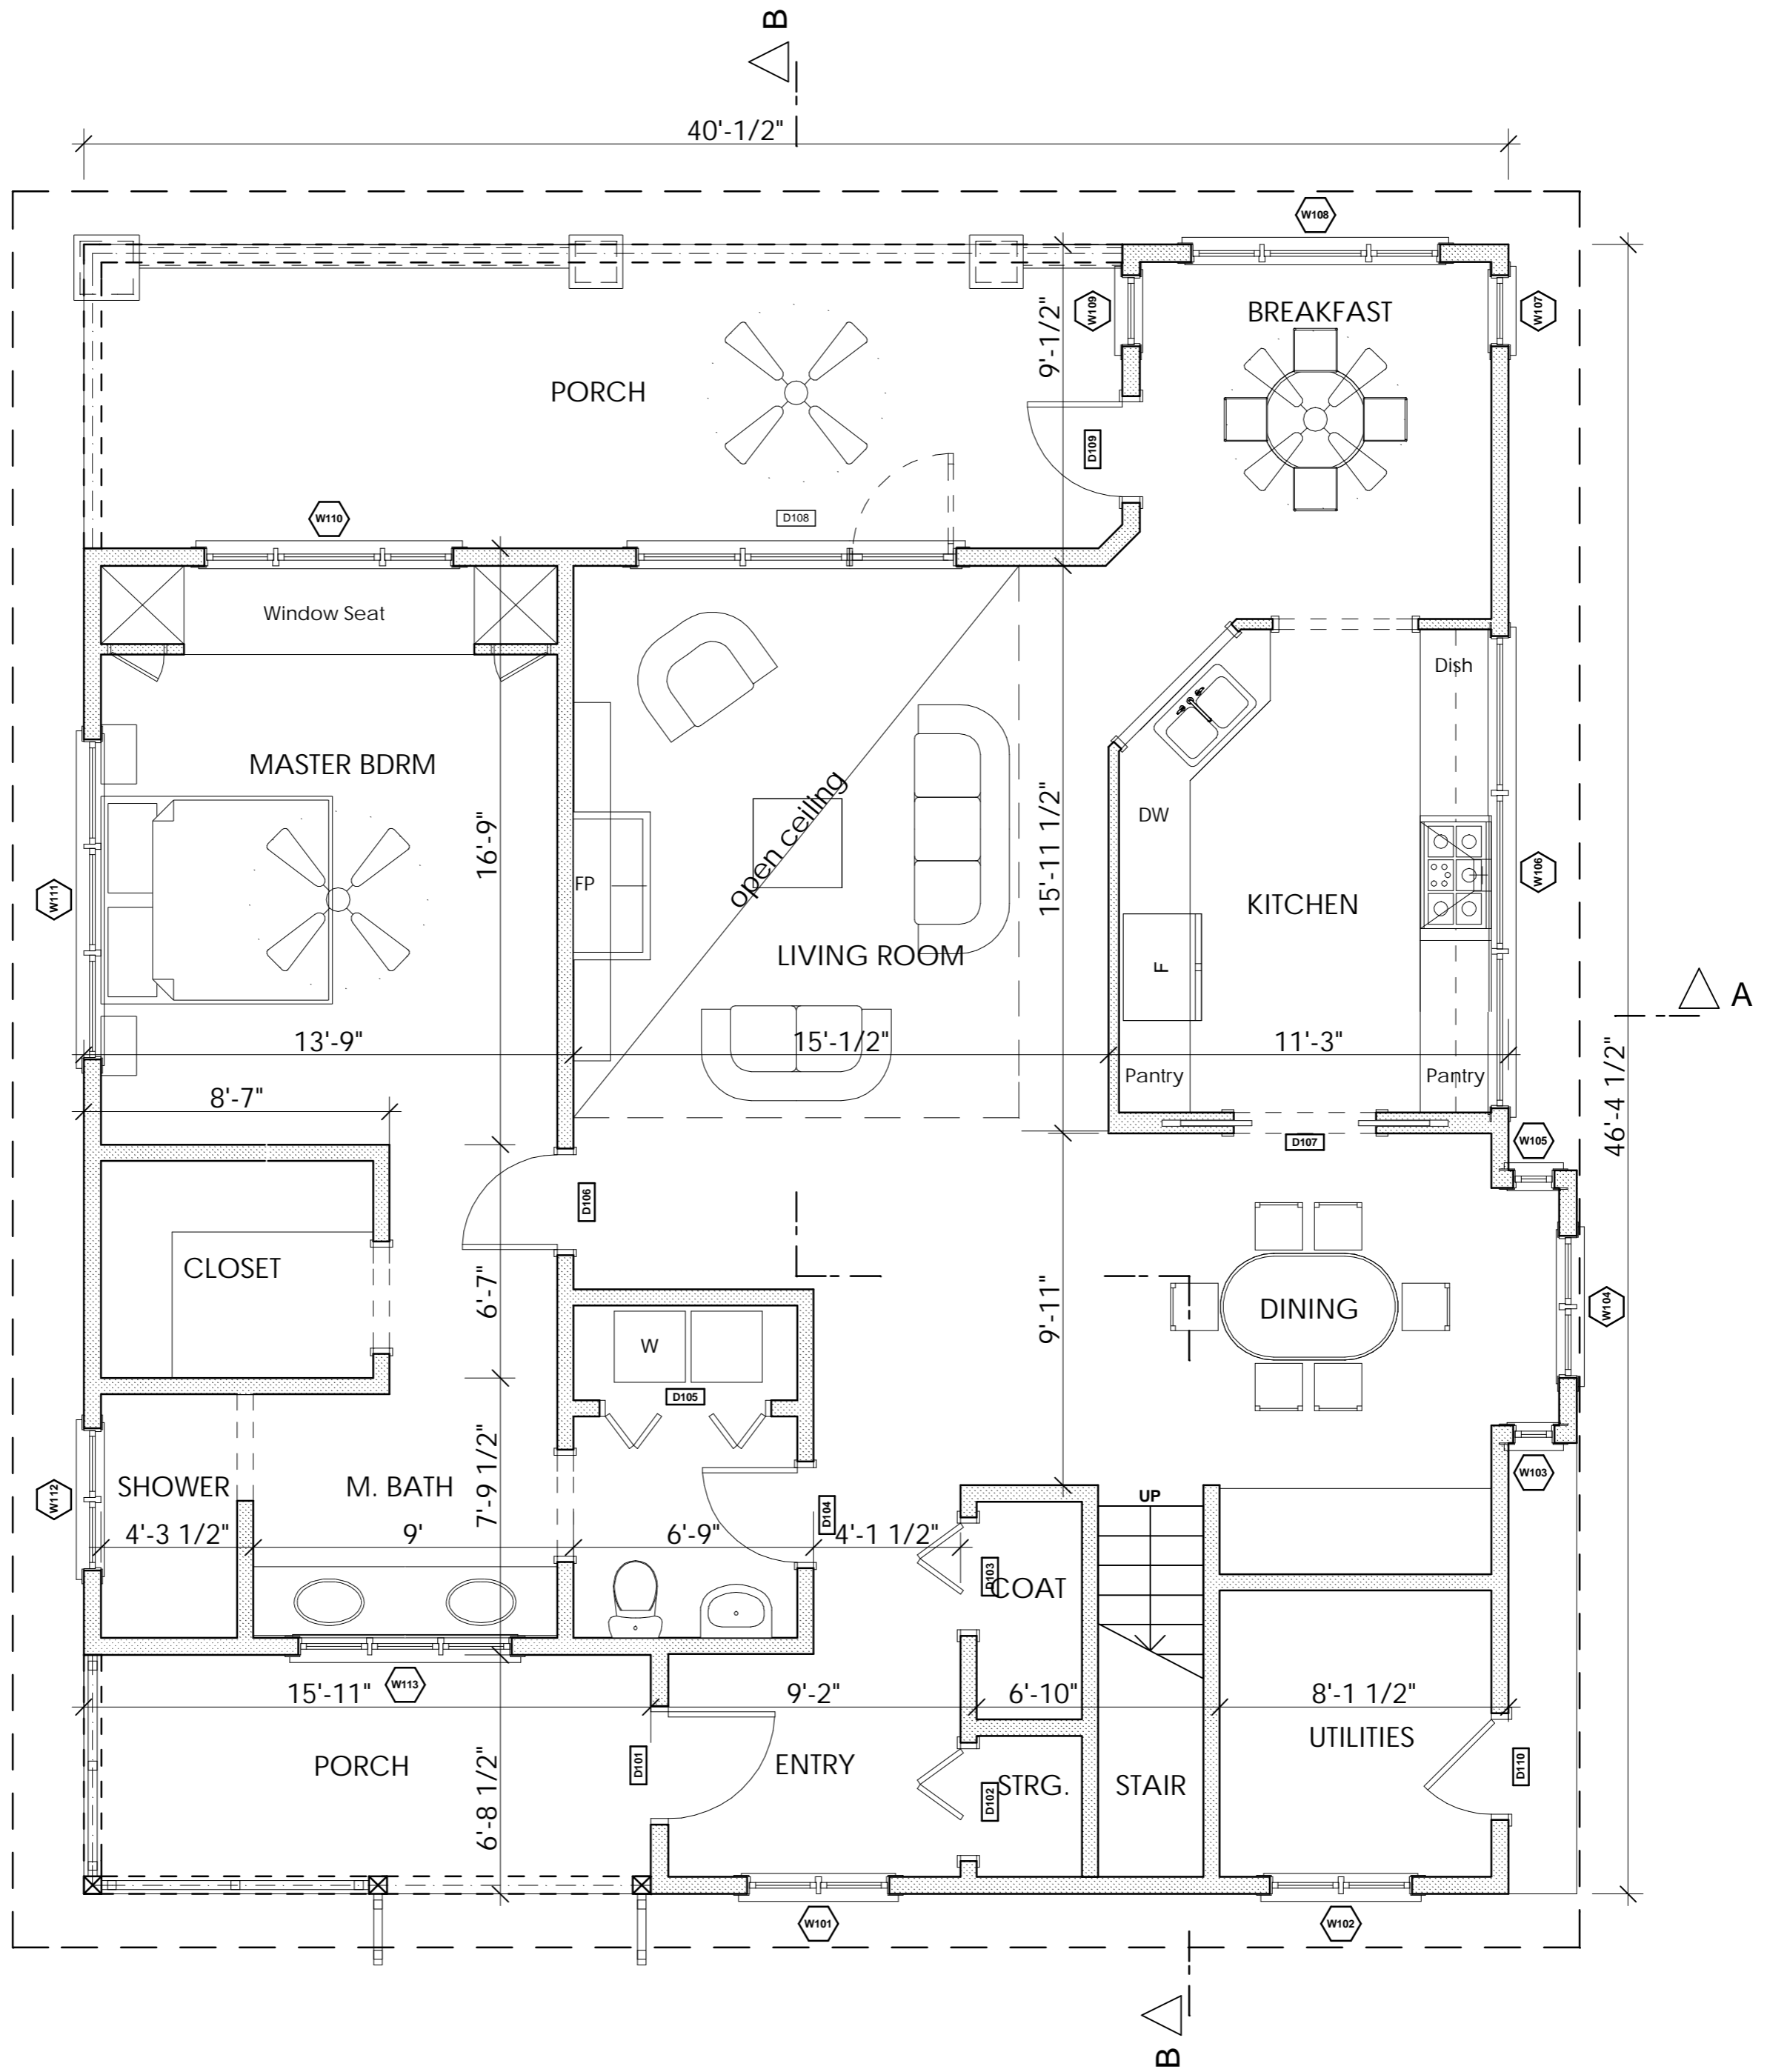 B
40'-1/2"
W108
W109
BREAKFAST
W107
9'-1/2"
PORCH
D109
W110
D108
Window Seat
Dish
MASTER BDRM
open ceiling
DW
16'-9"
15'-11 1/2"
W111
FP
W106
KITCHEN
LIVING ROOM
F
A
13'-9"
15'-1/2"
11'-3"
Pantry
Pantry
8'-7"
46'-4 1/2"
D107
W105
D106
CLOSET
6'-7"
9'-11"
DINING
W104
W
D105
SHOWER
M. BATH
7'-9 1/2"
W112
W103
UP
D104
4'-3 1/2"
9'
6'-9"
4'-1 1/2"
D103
COAT
15'-11"
W113
9'-2"
6'-10"
8'-1 1/2"
UTILITIES
PORCH
D101
ENTRY
D102
STRG.
STAIR
D110
6'-8 1/2"
W101
W102
B